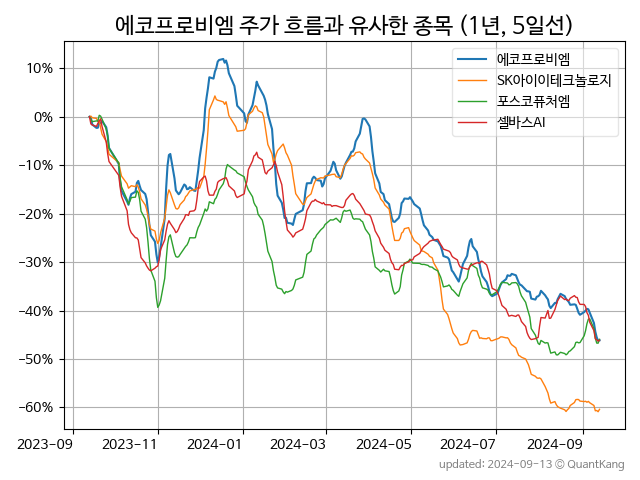 에코프로비엠 주가 흐름과 유사한 종목 (1년, 5일선)
에코프로비엠
SK아이이테크놀로지
포스코퓨처엠
셀바스AI
10%
0%
−10%
−20%
−30%
−40%
−50%
−60%
2023-09 2023-11 2024-01 2024-03 2024-05 2024-07 2024-09
updated: 2024-09-13 © QuantKang